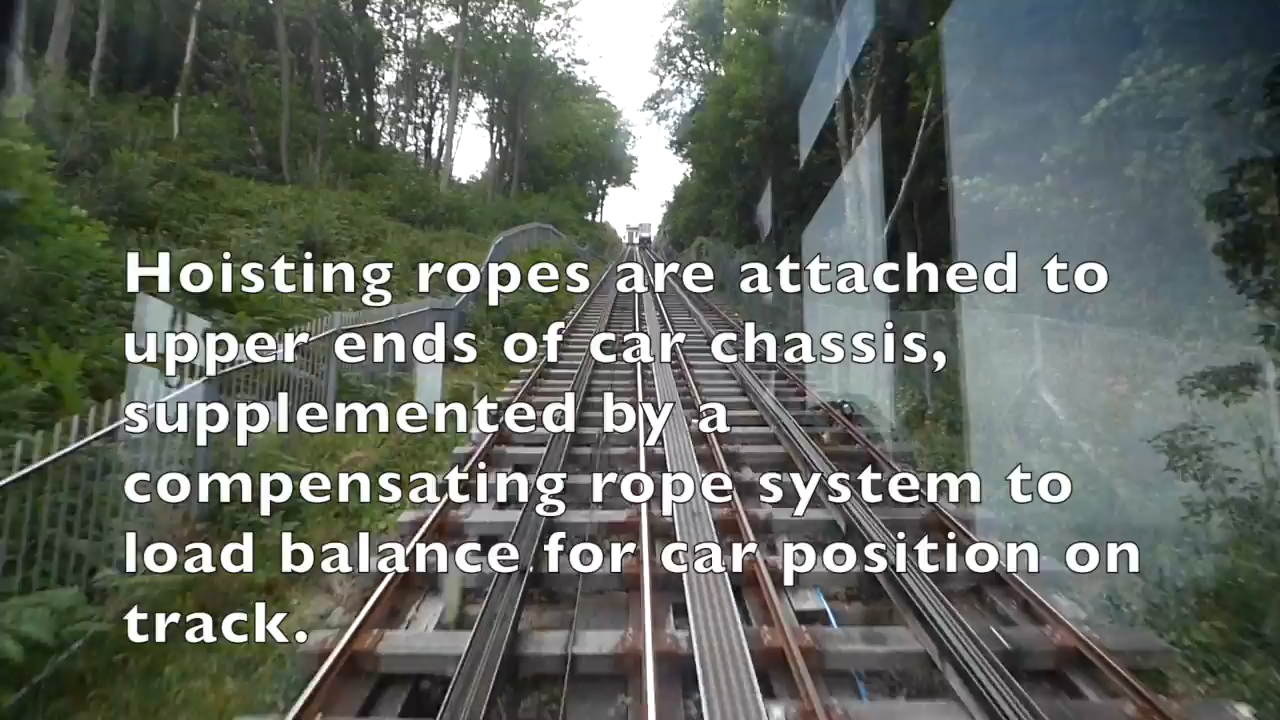 Hoisting ropes are attached to
upper ends of car chassis,
supplemented by a
compensating rope system to
load balance for car position on
track.